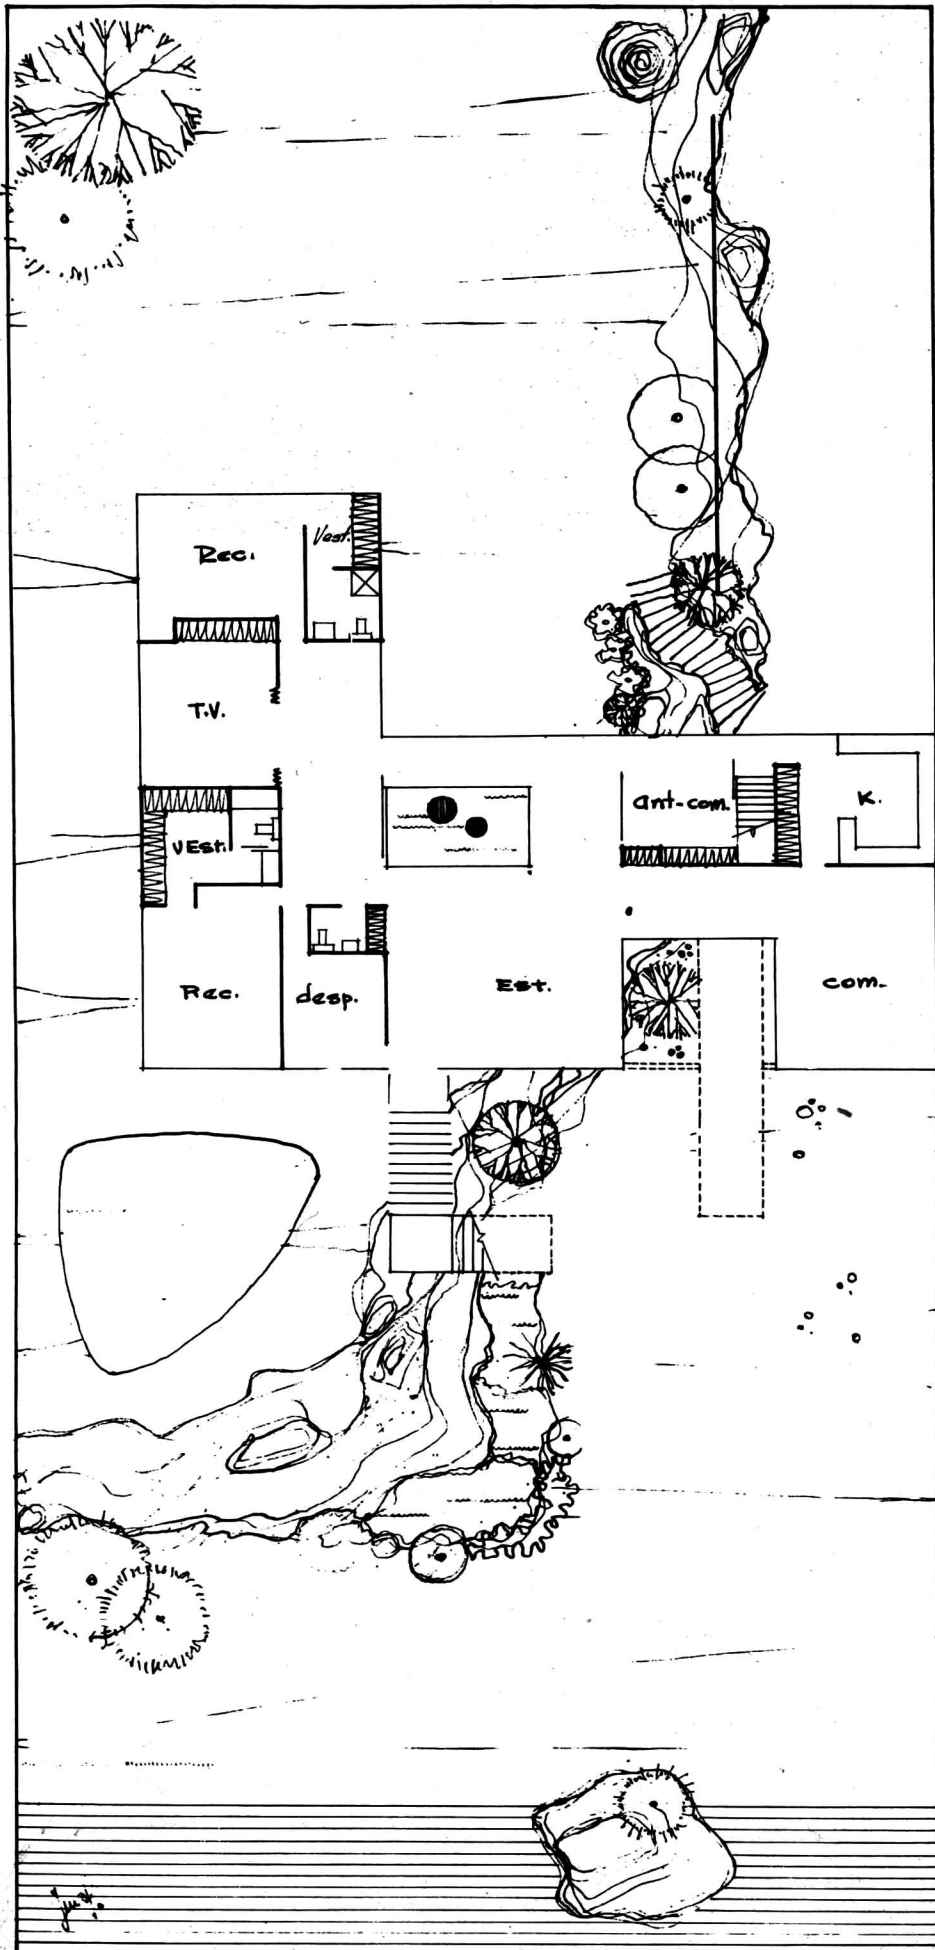 Rec.
Vest.
T.V.
ant-com.
K.
VEst.
Rec.
desp.
Est.
com.